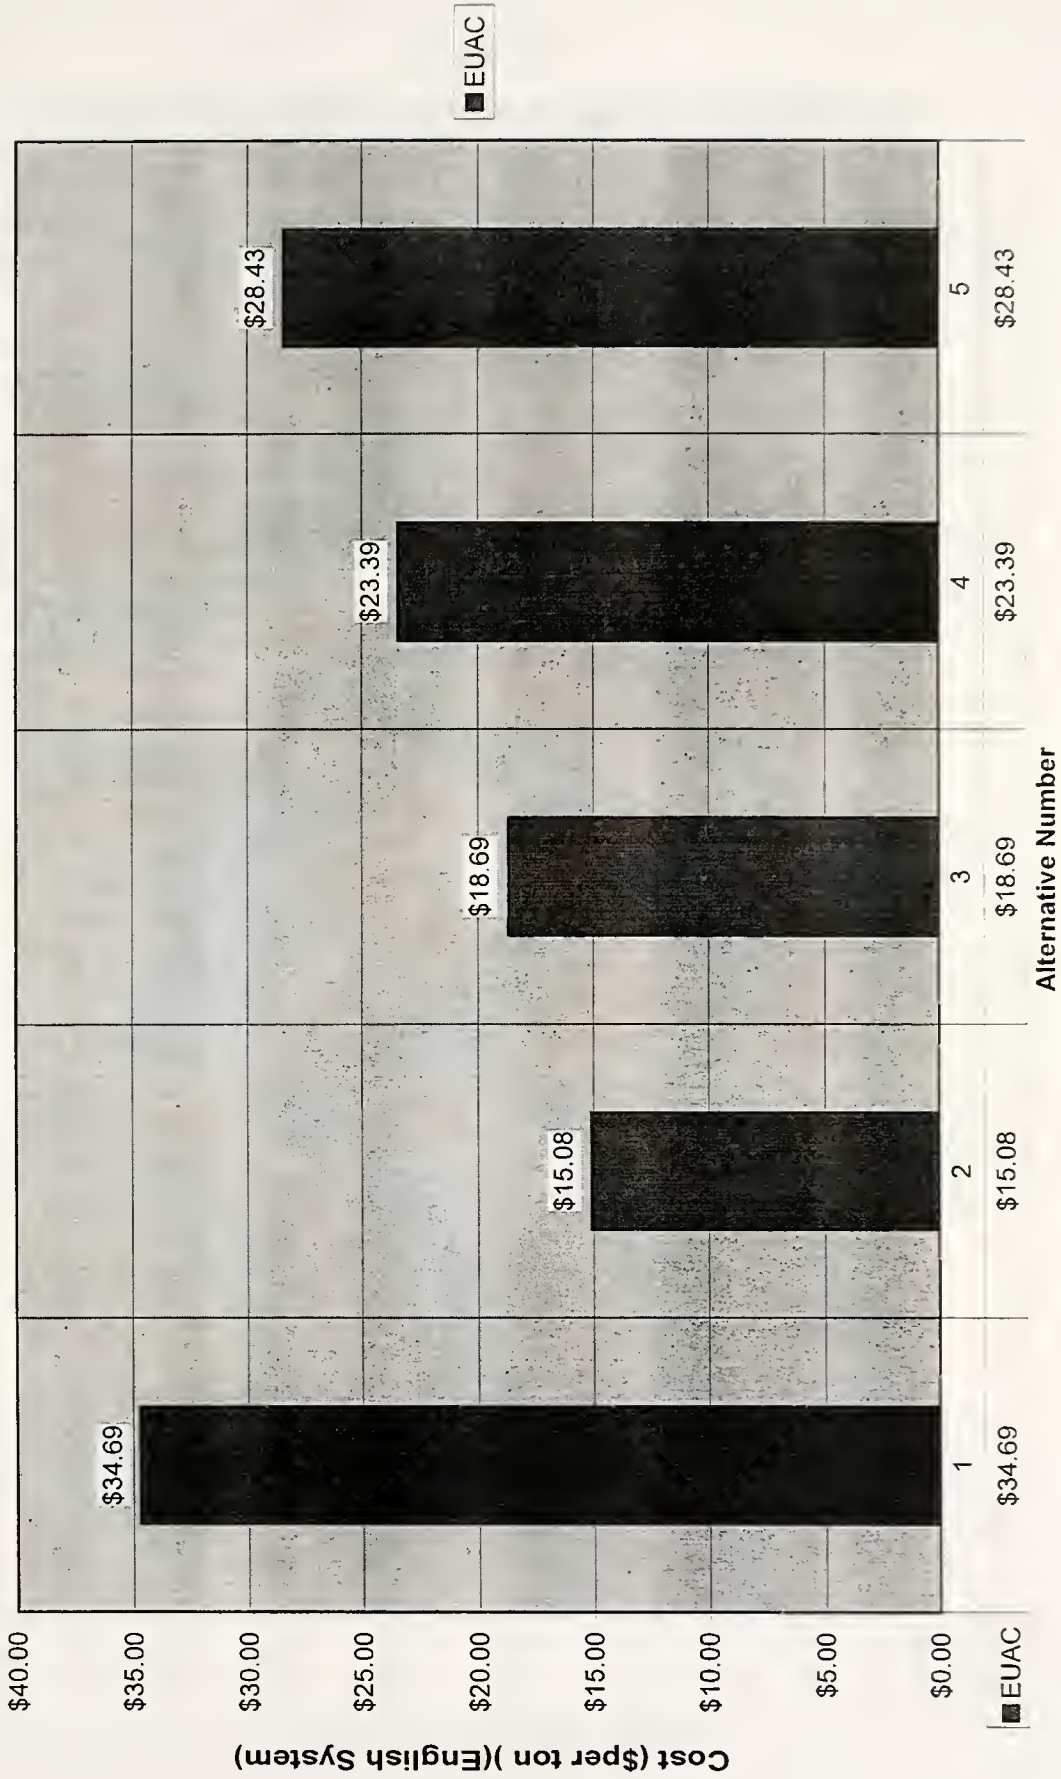 Cost ($per ton )(English System)
$40.00
$35.00
$30.00
$25.00
$20.00
$15.00
$10.00
$5.00
$0.00
$34.69
$15.08
$18.69
$23.39
$28.43
EUAC
1 2 3 4 5
EUAC $34.69 $15.08 $18.69 $23.39 $28.43
Alternative Number